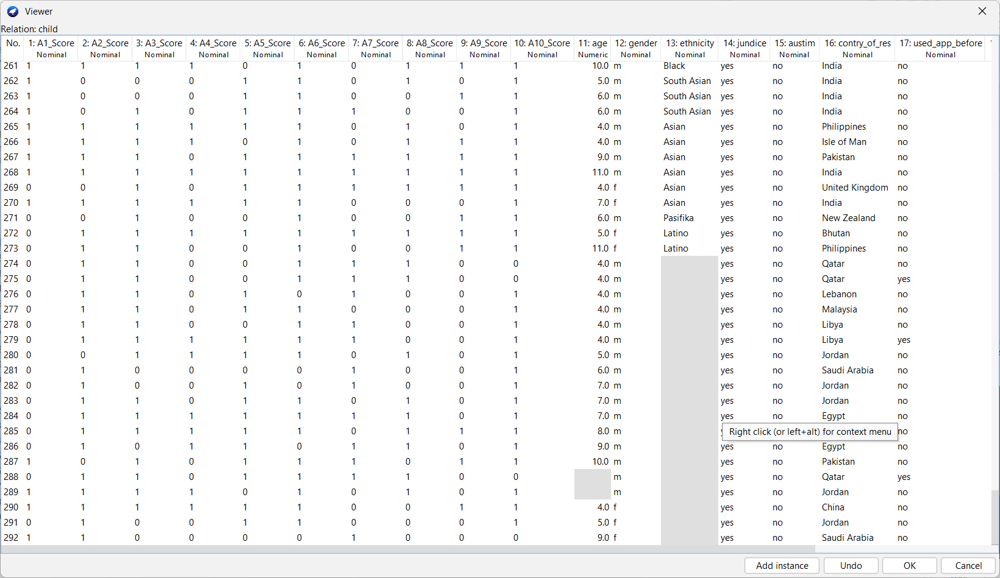 Viewer
Relation: child
No. 1: A1_Score 2: A2_Score 3: A3_Score 4: A4_Score 5: A5_Score 6: A6_Score 7: A7_Score 8: A8_Score 9: A9_Score 10: A10_Score 11: age 12: gender 13: ethnicity 14: jundice 15: austim 16: contry_of_res 17: used_app_before
Nominal Nominal Nominal Nominal Nominal Nominal Nominal Nominal Nominal Nominal Numeric Nominal Nominal Nominal Nominal Nominal Nominal
261 1 1 1 1 0 1 0 1 1 1 10.0 m Black yes no India no
262 1 0 0 0 1 1 0 1 0 1 5.0 m South Asian yes no India no
263 1 0 0 0 1 1 0 0 1 1 6.0 m South Asian yes no India no
264 1 0 1 0 1 1 1 0 0 1 6.0 m South Asian yes no India no
265 1 1 1 1 1 1 0 1 0 1 4.0 m Asian yes no Philippines no
266 1 1 1 1 0 1 0 1 1 1 4.0 m Asian yes no Isle of Man no
267 1 1 1 0 1 1 1 1 1 1 9.0 m Asian yes no Pakistan no
268 1 1 1 1 1 1 1 1 1 1 11.0 m Asian yes no India no
269 0 0 1 0 1 1 1 1 1 1 4.0 f Asian yes no United Kingdom no
270 1 1 1 1 1 1 0 0 0 1 7.0 f Asian yes no India no
271 0 0 1 0 0 1 0 0 1 1 6.0 m Pasifika yes no New Zealand no
272 0 1 1 1 1 1 1 1 1 1 5.0 f Latino yes no Bhutan no
273 0 1 1 0 0 1 0 0 1 1 11.0 f Latino yes no Philippines no
274 0 1 1 0 0 1 1 1 0 0 4.0 m yes no Qatar no
275 0 1 1 0 0 1 1 1 0 0 4.0 m yes no Qatar yes
276 0 1 1 0 1 0 1 0 0 1 4.0 m yes no Lebanon no
277 0 1 1 0 1 1 0 0 0 1 4.0 m yes no Malaysia no
278 0 1 1 0 0 1 1 0 0 1 4.0 m yes no Libya no
279 0 1 1 1 1 1 1 0 0 1 4.0 m yes no Libya yes
280 0 0 1 1 1 1 0 1 0 1 5.0 m yes no Jordan no
281 0 1 0 0 0 0 1 0 0 1 6.0 m yes no Saudi Arabia no
282 0 1 0 0 1 0 1 0 0 1 7.0 m yes no Jordan no
283 0 1 1 0 1 1 0 1 0 1 7.0 m yes no Jordan no
284 0 1 1 1 1 1 1 1 0 1 7.0 m yes no Egypt no
285 0 1 1 1 1 1 0 1 1 1 8.0 m Right click (or left+alt) for context menu no
286 0 1 0 1 1 0 1 1 0 1 9.0 m yes no Egypt no
287 1 0 1 0 1 1 1 0 1 1 10.0 m yes no Pakistan no
288 0 1 1 0 1 1 1 1 0 0 m yes no Qatar yes
289 1 1 1 1 0 1 0 1 0 1 m yes no Jordan no
290 1 1 1 1 1 1 0 0 1 1 4.0 f yes no China no
291 0 1 0 0 1 1 0 0 0 1 5.0 f yes no Jordan no
292 1 1 0 0 0 0 1 0 0 0 9.0 f yes no Saudi Arabia no
Add instance Undo OK Cancel